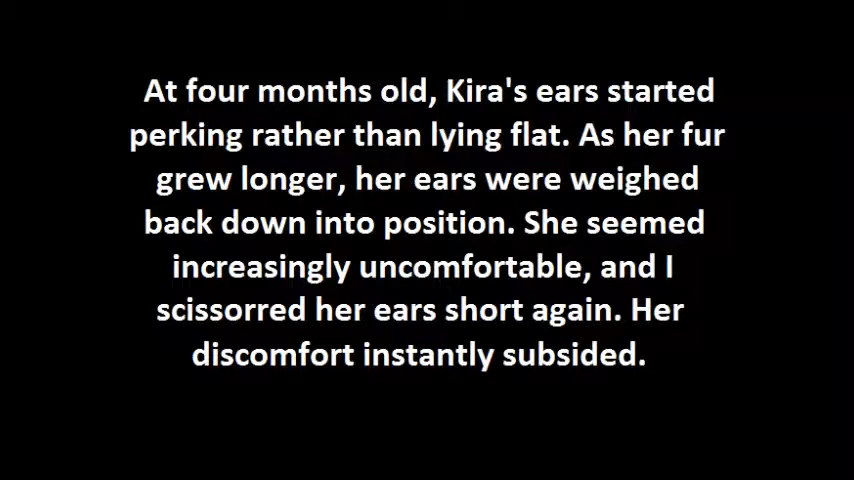 At four months old, Kira's ears started
perking rather than lying flat. As her fur
grew longer, her ears were weighed
back down into position. She seemed
increasingly uncomfortable, and I
scissorred her ears short again. Her
discomfort instantly subsided.